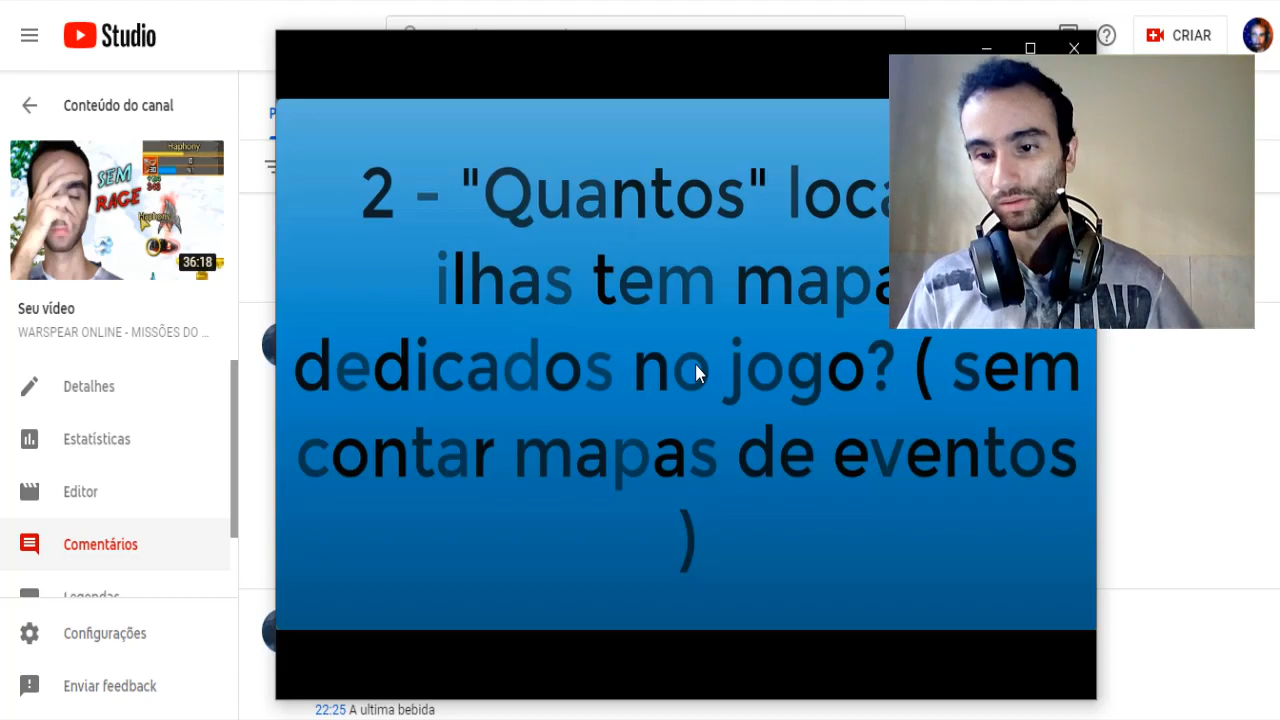 Studio
CRIAR
Conteúdo do canal
Haphony
SEM
RAGE
36:18
Seu vídeo
WARSPEAR ONLINE - MISSÕES DO ...
Detalhes
Estatísticas
Editor
Comentários
Legendas
Configurações
Enviar feedback
2 - "Quantos"
ilhas tem
dedicados no jogo? ( sem
contar mapas de eventos
)
22:25 A ultima bebida